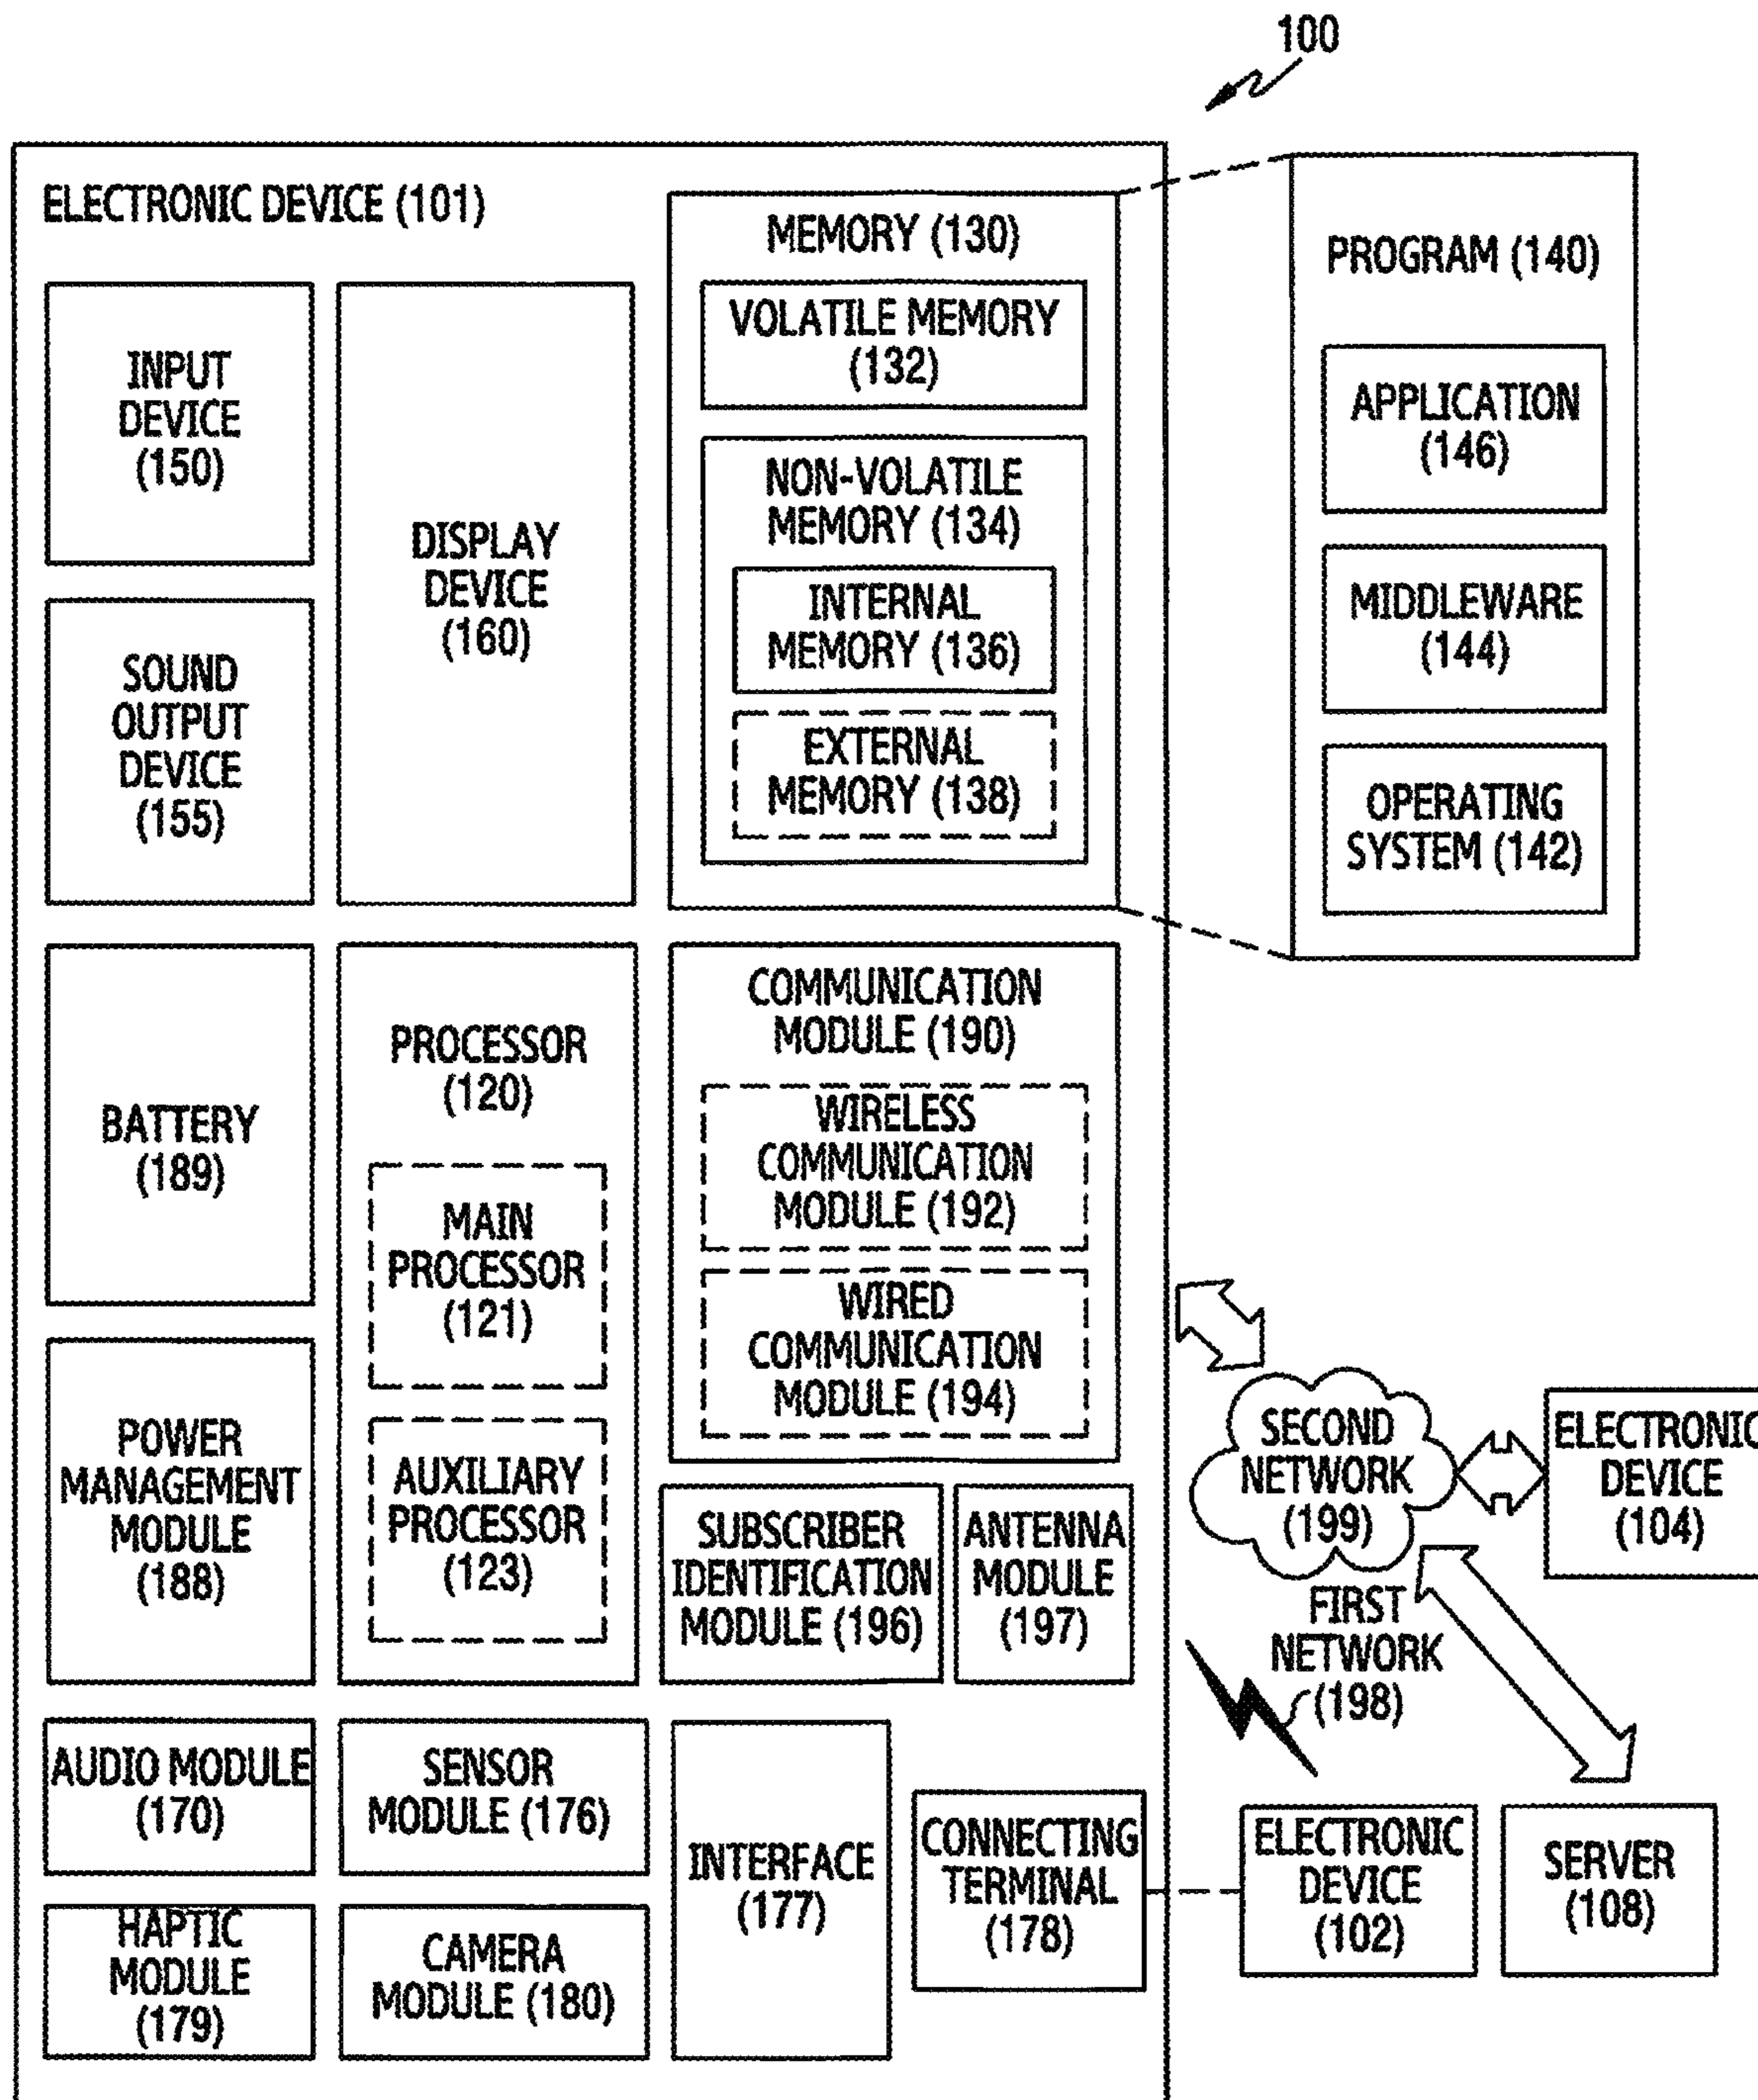 100
ELECTRONIC DEVICE (101)
INPUT
DEVICE
(150)
SOUND
OUTPUT
DEVICE
(155)
DISPLAY
DEVICE
(160)
MEMORY (130)
VOLATILE MEMORY
(132)
NON-VOLATILE
MEMORY (134)
INTERNAL
MEMORY (136)
EXTERNAL
MEMORY (138)
PROGRAM (140)
APPLICATION
(146)
MIDDLEWARE
(144)
OPERATING
SYSTEM (142)
BATTERY
(189)
POWER
MANAGEMENT
MODULE
(188)
PROCESSOR
(120)
MAIN
PROCESSOR
(121)
AUXILIARY
PROCESSOR
(123)
COMMUNICATION
MODULE (190)
WIRELESS
COMMUNICATION
MODULE (192)
WIRED
COMMUNICATION
MODULE (194)
SUBSCRIBER
IDENTIFICATION
MODULE (196)
ANTENNA
MODULE
(197)
SECOND
NETWORK
(199)
ELECTRONIC
DEVICE
(104)
FIRST
NETWORK
(198)
AUDIO MODULE
(170)
SENSOR
MODULE (176)
HAPTIC
MODULE
(179)
CAMERA
MODULE (180)
INTERFACE
(177)
CONNECTING
TERMINAL
(178)
ELECTRONIC
DEVICE
(102)
SERVER
(108)